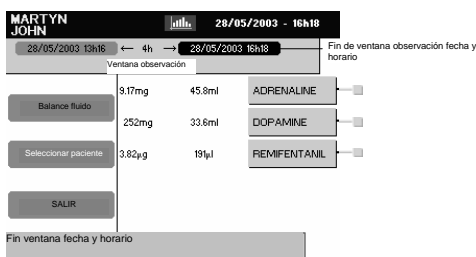 MARTYN
JOHN
28/05/2003 - 16h18
28/05/2003 13h16 ← 4h → 28/05/2003 16h18
Fin de ventana observación fecha y
horario
Ventana observación
9.17mg 45.8ml ADRENALINE
Balance fluido
252mg 33.6ml DOPAMINE
Seleccionar paciente
3.82µg 191µl REMIFENTANIL
SALIR
Fin ventana fecha y horario